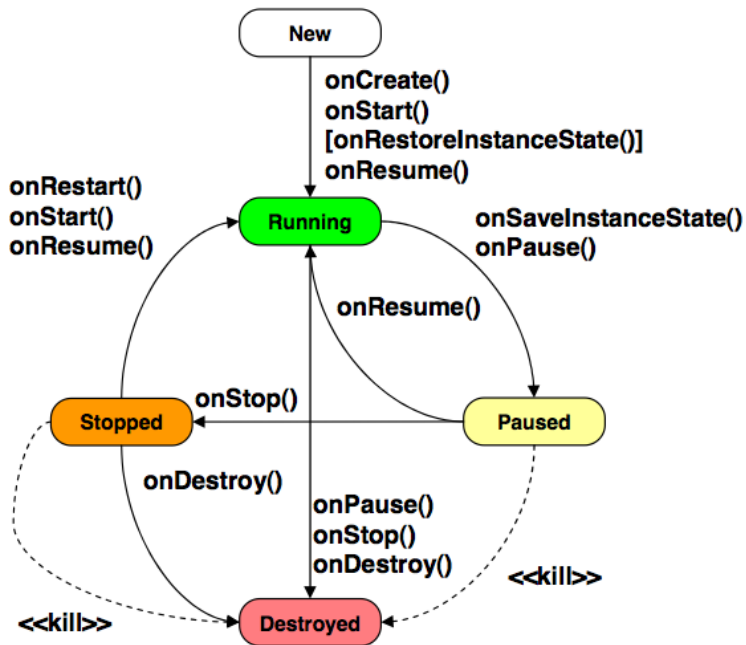 New
onCreate()
onStart()
[onRestoreInstanceState()]
onResume()
onRestart()
onStart()
onResume()
Running
onSaveInstanceState()
onPause()
onResume()
onStop()
Stopped
Paused
onDestroy()
onPause()
onStop()
onDestroy()
<<kill>>
<<kill>>
Destroyed